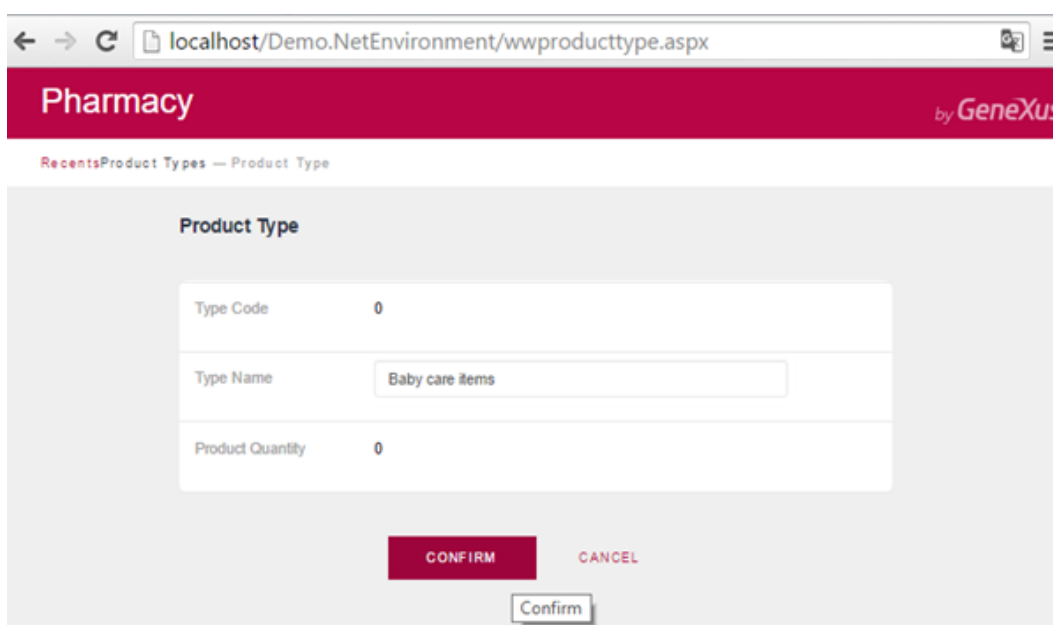 localhost/Demo.NetEnvironment/wwproducttype.aspx
Pharmacy
by GeneXus
RecentsProduct Types — Product Type
Product Type
Type Code 0
Type Name Baby care items
Product Quantity 0
CONFIRM CANCEL
Confirm